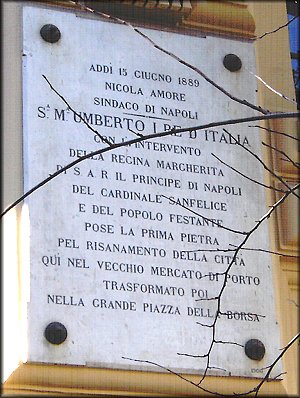 ADDÌ 15 GIUGNO 1889
NICOLA AMORE
SINDACO DI NAPOLI
S.A M.A UMBERTO I RE D'ITALIA
CON L'INTERVENTO
DELLA REGINA MARGHERITA
DI S.A.R IL PRINCIPE DI NAPOLI
DEL CARDINALE SANFELICE
E DEL POPOLO FESTANTE
POSE LA PRIMA PIETRA
PEL RISANAMENTO DELLA CITTÀ
QUÌ NEL VECCHIO MERCATO DI PORTO
TRASFORMATO POI
NELLA GRANDE PIAZZA DELLA BORSA